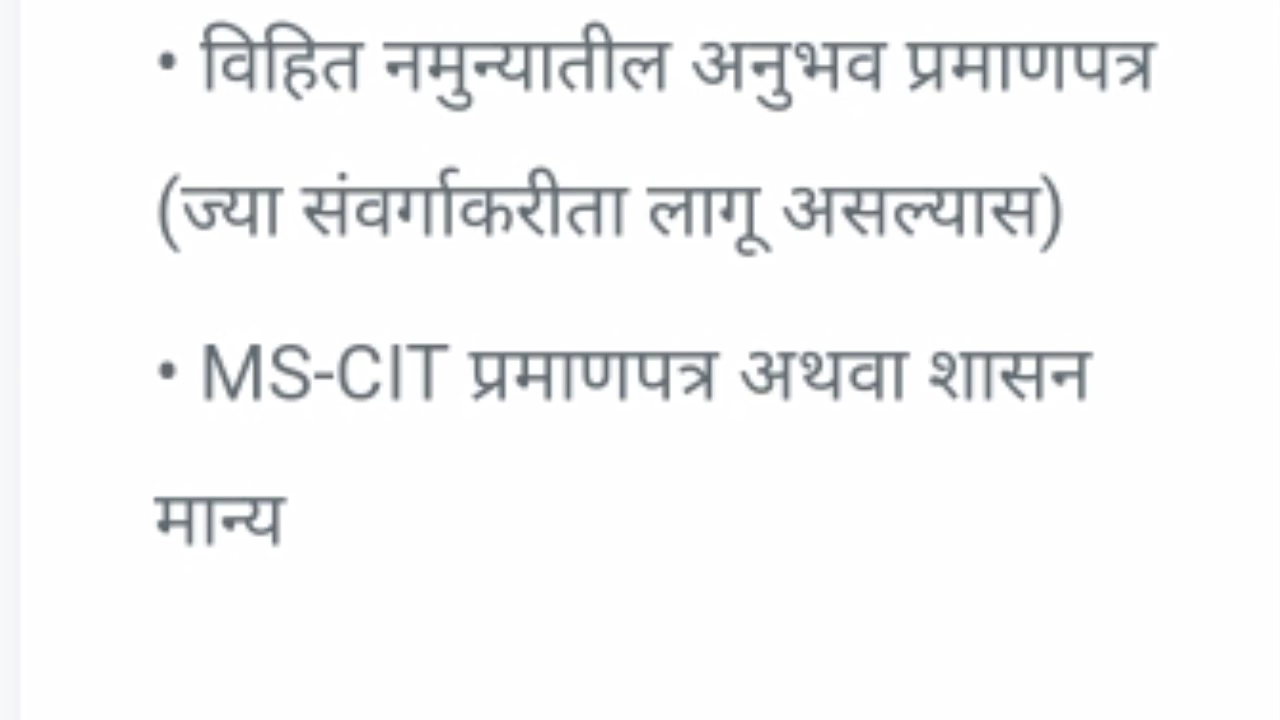 • विहित नमुन्यातील अनुभव प्रमाणपत्र
(ज्या संवर्गाकरीता लागू असल्यास)
• MS-CIT प्रमाणपत्र अथवा शासन
मान्य